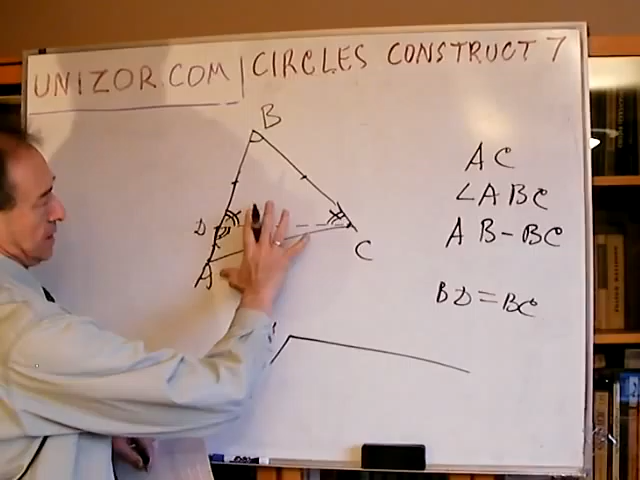 UNIZOR.COM | CIRCLES CONSTRUCT 7
B
D
A
C
AC
∠ABC
AB-BC
BD=BC